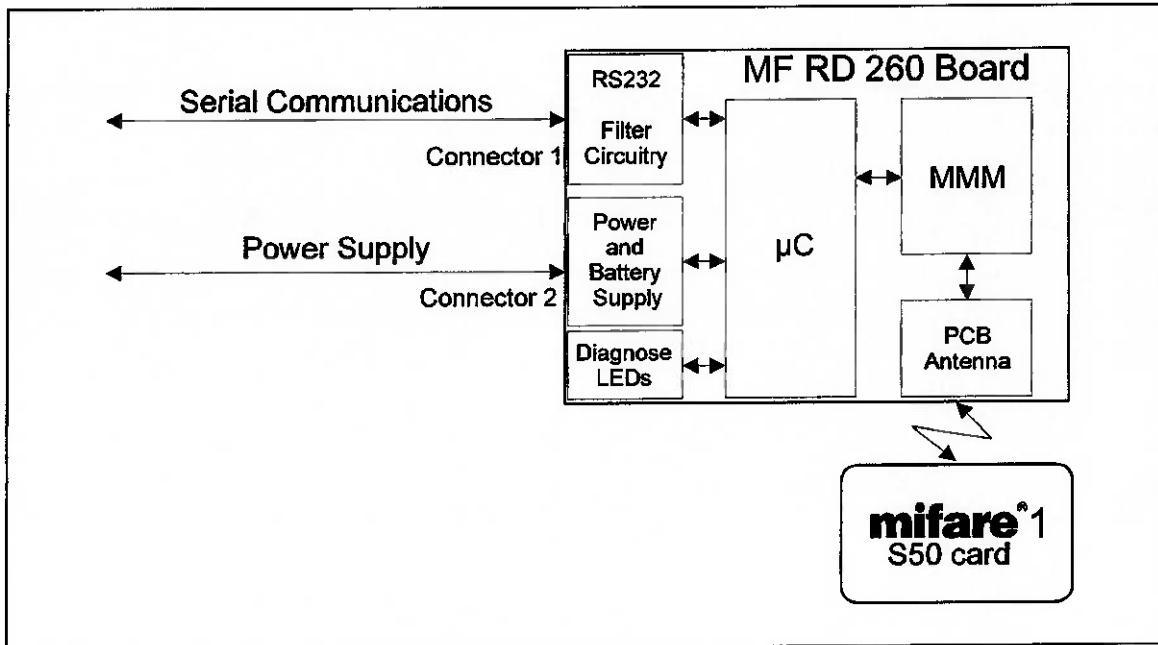 MF RD 260 Board
Serial Communications
Connector 1
RS232
Filter
Circuitry
Power Supply
Connector 2
Power
and
Battery
Supply
Diagnose
LEDs
µC
MMM
PCB
Antenna
mifare®1
S50 card